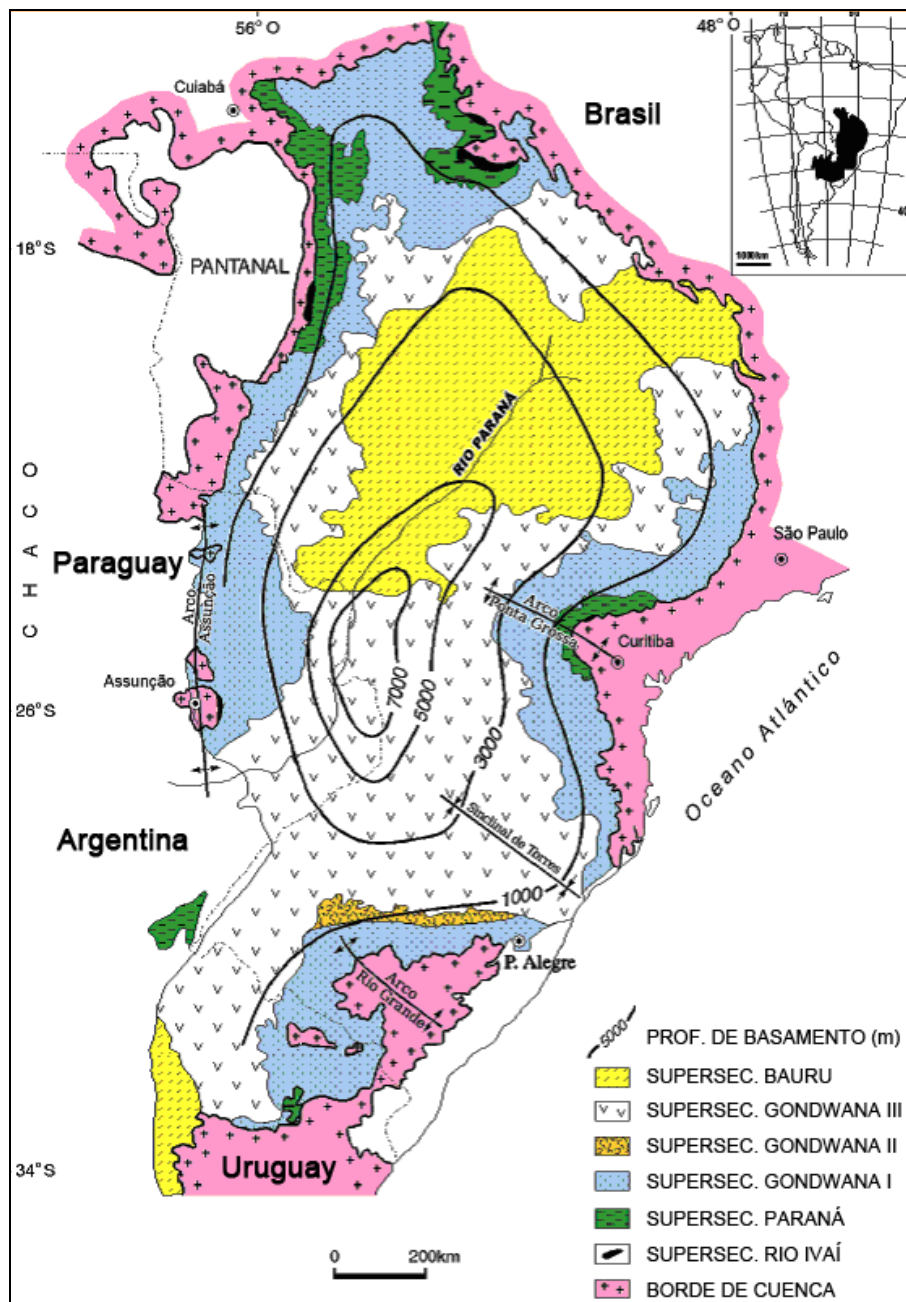 56° O
48° O
Cuiabá
Brasil
1000km
40
18°S
PANTANAL
RIO PARANÁ
CHACO
Paraguay
São Paulo
Arco
Assunção
Arco
Ponta Grossa
Curitiba
Assunção
26°S
7000
5000
3000
Oceano Atlántico
Argentina
Sinclinal de Torres
1000
P. Alegre
Arco
Rio Grande
5000 PROF. DE BASAMENTO (m)
SUPERSEC. BAURU
SUPERSEC. GONDWANA III
SUPERSEC. GONDWANA II
34°S
Uruguay
SUPERSEC. GONDWANA I
SUPERSEC. PARANÁ
0 200km
SUPERSEC. RIO IVAÍ
BORDE DE CUENCA